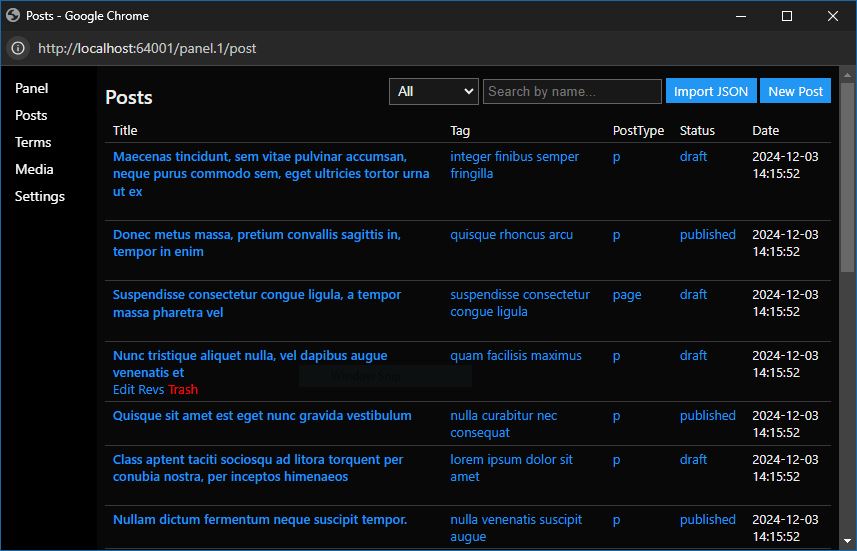 Posts - Google Chrome
http://localhost:64001/panel.1/post
Panel
Posts
Terms
Media
Settings
Posts
All
Search by name...
Import JSON
New Post
Title Tag PostType Status Date
Maecenas tincidunt, sem vitae pulvinar accumsan, integer finibus semper p draft 2024-12-03
neque purus commodo sem, eget ultricies tortor urna fringilla 14:15:52
ut ex
Donec metus massa, pretium convallis sagittis in, quisque rhoncus arcu p published 2024-12-03
tempor in enim 14:15:52
Suspendisse consectetur congue ligula, a tempor suspendisse consectetur page draft 2024-12-03
massa pharetra vel congue ligula 14:15:52
Nunc tristique aliquet nulla, vel dapibus augue quam facilisis maximus p draft 2024-12-03
venenatis et 14:15:52
Window Snip
Edit Revs Trash
Quisque sit amet est eget nunc gravida vestibulum nulla curabitur nec p published 2024-12-03
consequat 14:15:52
Class aptent taciti sociosqu ad litora torquent per lorem ipsum dolor sit p draft 2024-12-03
conubia nostra, per inceptos himenaeos amet 14:15:52
Nullam dictum fermentum neque suscipit tempor. nulla venenatis suscipit p published 2024-12-03
augue 14:15:52